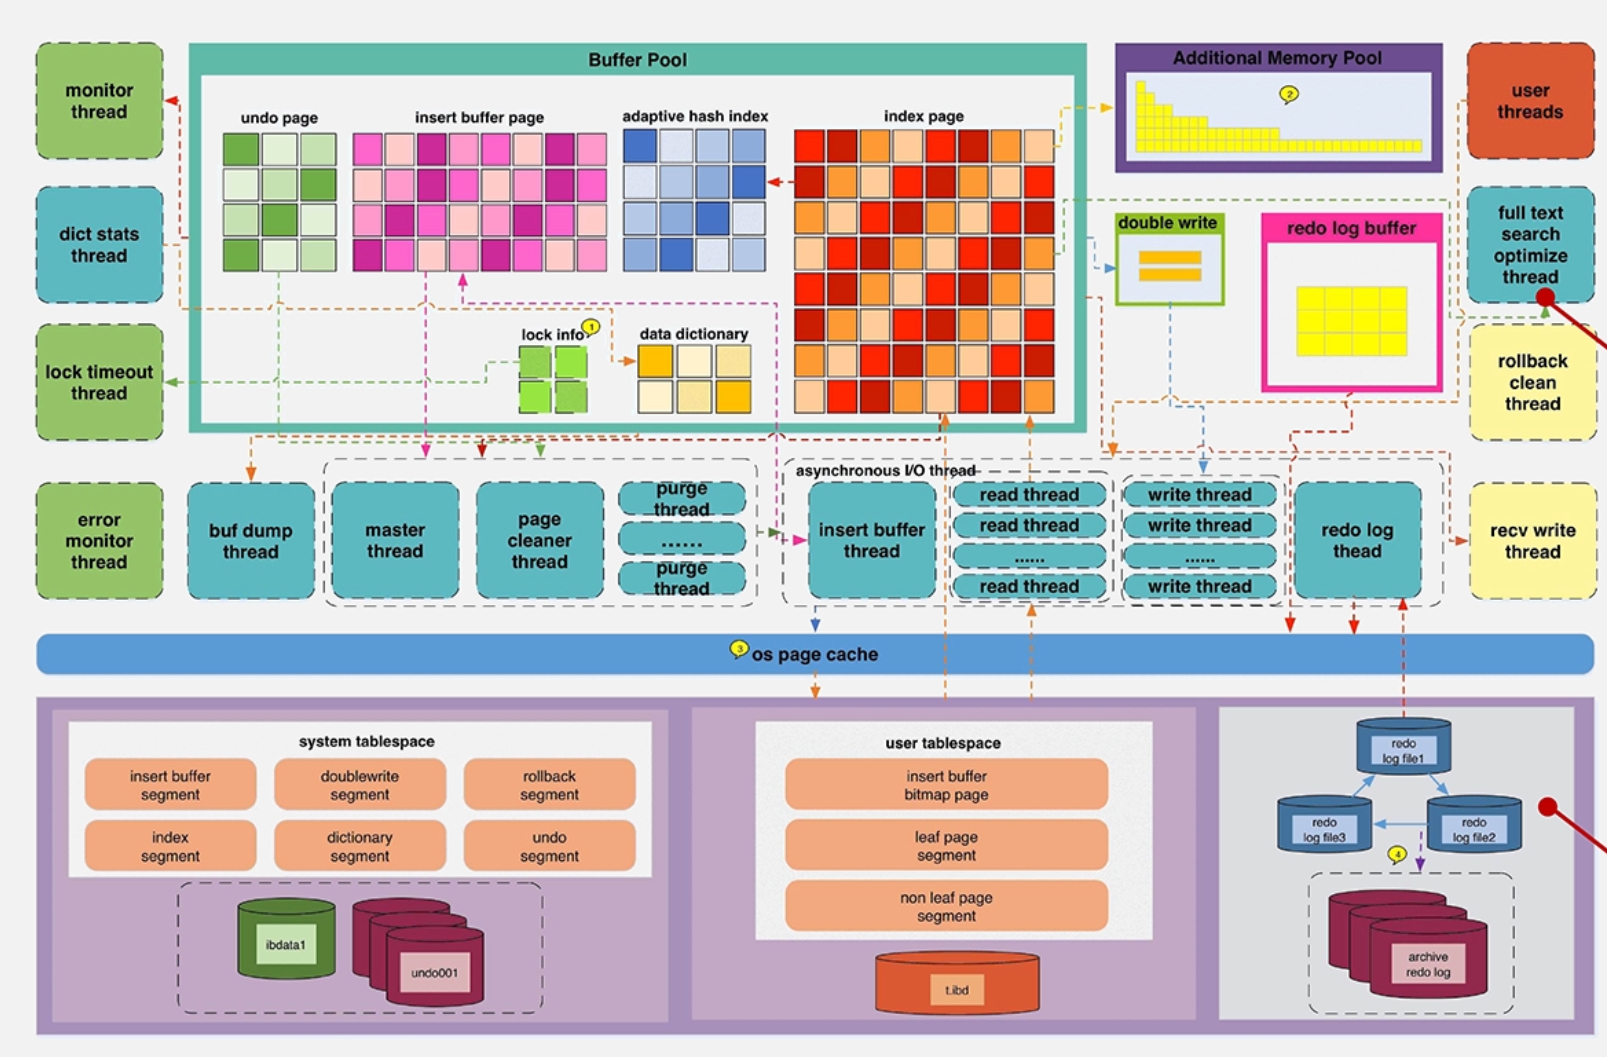 Buffer Pool
Additional Memory Pool
monitor
thread
user
threads
undo page
insert buffer page
adaptive hash index
index page
2
dict stats
thread
double write
redo log buffer
full text
search
optimize
thread
lock info
1
data dictionary
lock timeout
thread
rollback
clean
thread
asynchronous I/O thread
error
monitor
thread
buf dump
thread
master
thread
page
cleaner
thread
purge
thread
......
purge
thread
insert buffer
thread
read thread
read thread
......
read thread
write thread
write thread
......
write thread
redo log
thead
recv write
thread
3
os page cache
system tablespace
insert buffer
segment
doublewrite
segment
rollback
segment
index
segment
dictionary
segment
undo
segment
ibdata1
undo001
user tablespace
insert buffer
bitmap page
leaf page
segment
non leaf page
segment
t.ibd
redo
log file1
redo
log file3
redo
log file2
4
archive
redo log